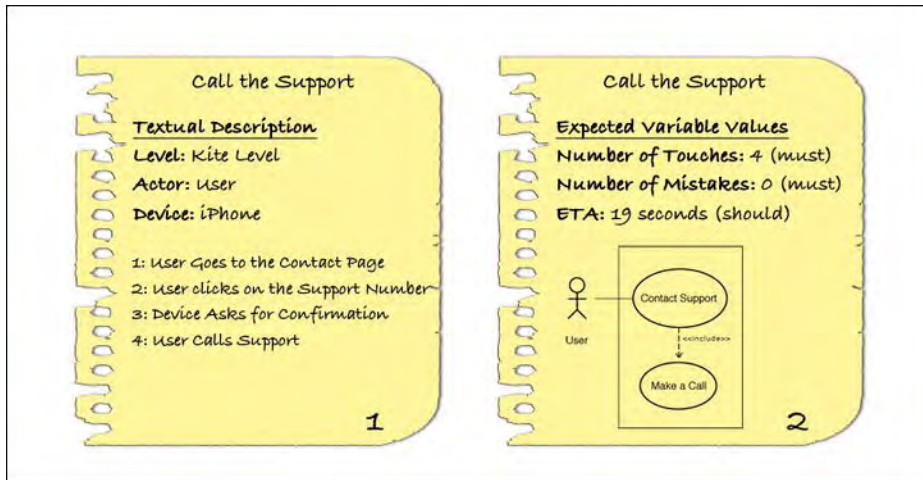 Call the Support
Textual Description
Level: Kite Level
Actor: User
Device: iPhone
1: User Goes to the Contact Page
2: User clicks on the Support Number
3: Device Asks for Confirmation
4: User Calls Support
1
Call the Support
Expected Variable Values
Number of Touches: 4 (must)
Number of Mistakes: 0 (must)
ETA: 19 seconds (should)
Contact Support
User
<<include>>
Make a Call
2